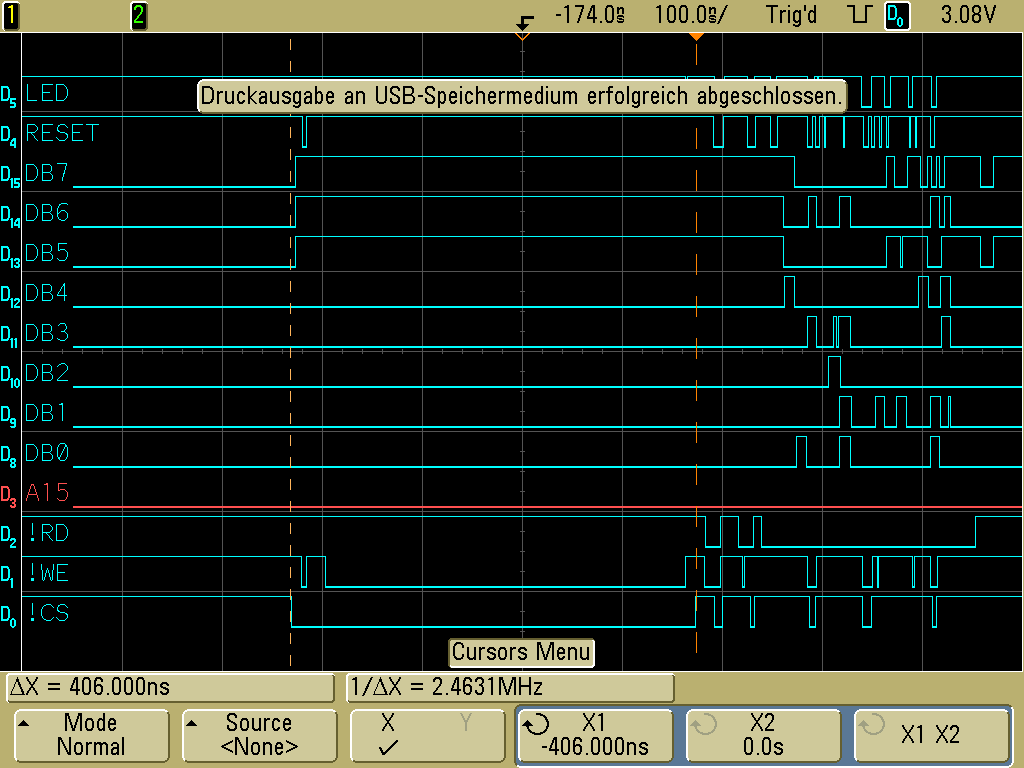 1 2 -174.0ns 100.0ns/ Trig'd D0 3.08V
D5 LED
Druckausgabe an USB-Speichermedium erfolgreich abgeschlossen.
D4 RESET
D15 DB7
D14 DB6
D13 DB5
D12 DB4
D11 DB3
D10 DB2
D9 DB1
D8 DB0
D3 A15
D2 !RD
D1 !WE
D0 !CS
Cursors Menu
ΔX = 406.000ns 1/ΔX = 2.4631MHz
Mode Source X Y X1 X2 X1 X2
Normal <None> -406.000ns 0.0s